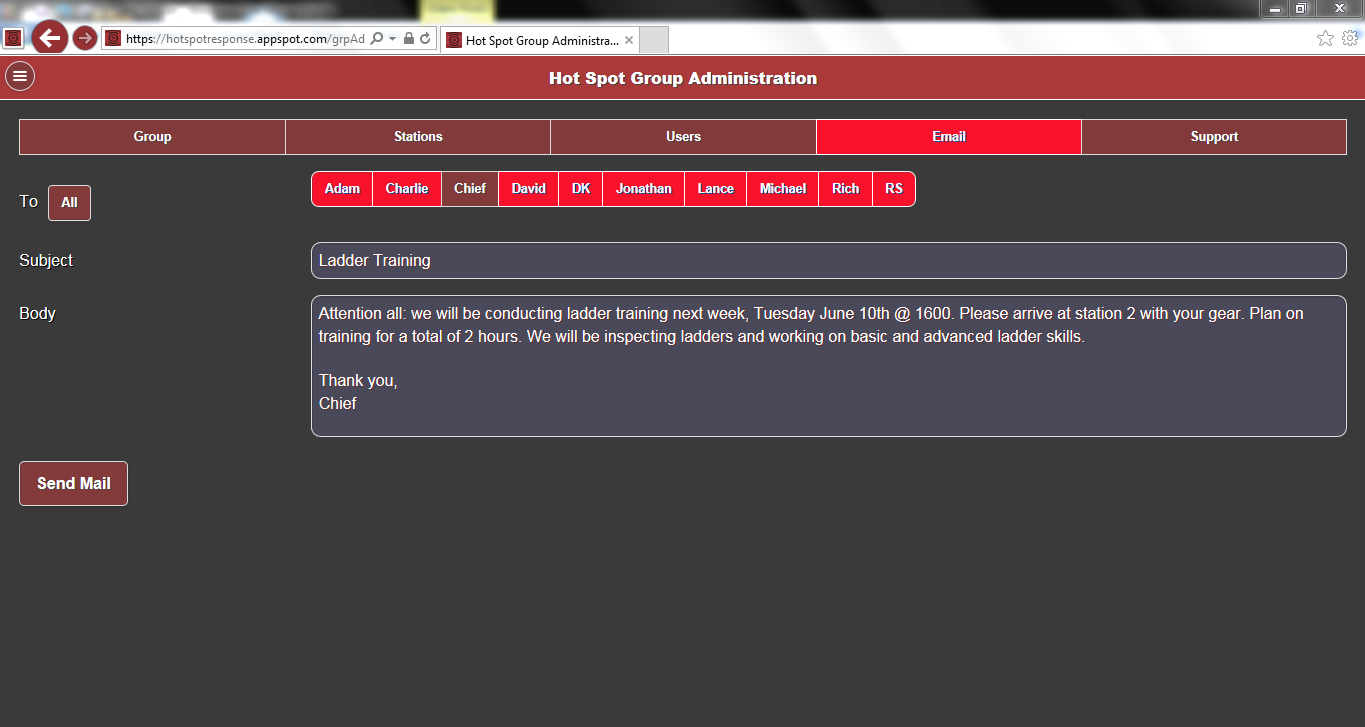 https://hotspotresponse.appspot.com/grpAd
Hot Spot Group Administra...
Hot Spot Group Administration
Group Stations Users Email Support
To All Adam Charlie Chief David DK Jonathan Lance Michael Rich RS
Subject Ladder Training
Body Attention all: we will be conducting ladder training next week, Tuesday June 10th @ 1600. Please arrive at station 2 with your gear. Plan on
training for a total of 2 hours. We will be inspecting ladders and working on basic and advanced ladder skills.
Thank you,
Chief
Send Mail